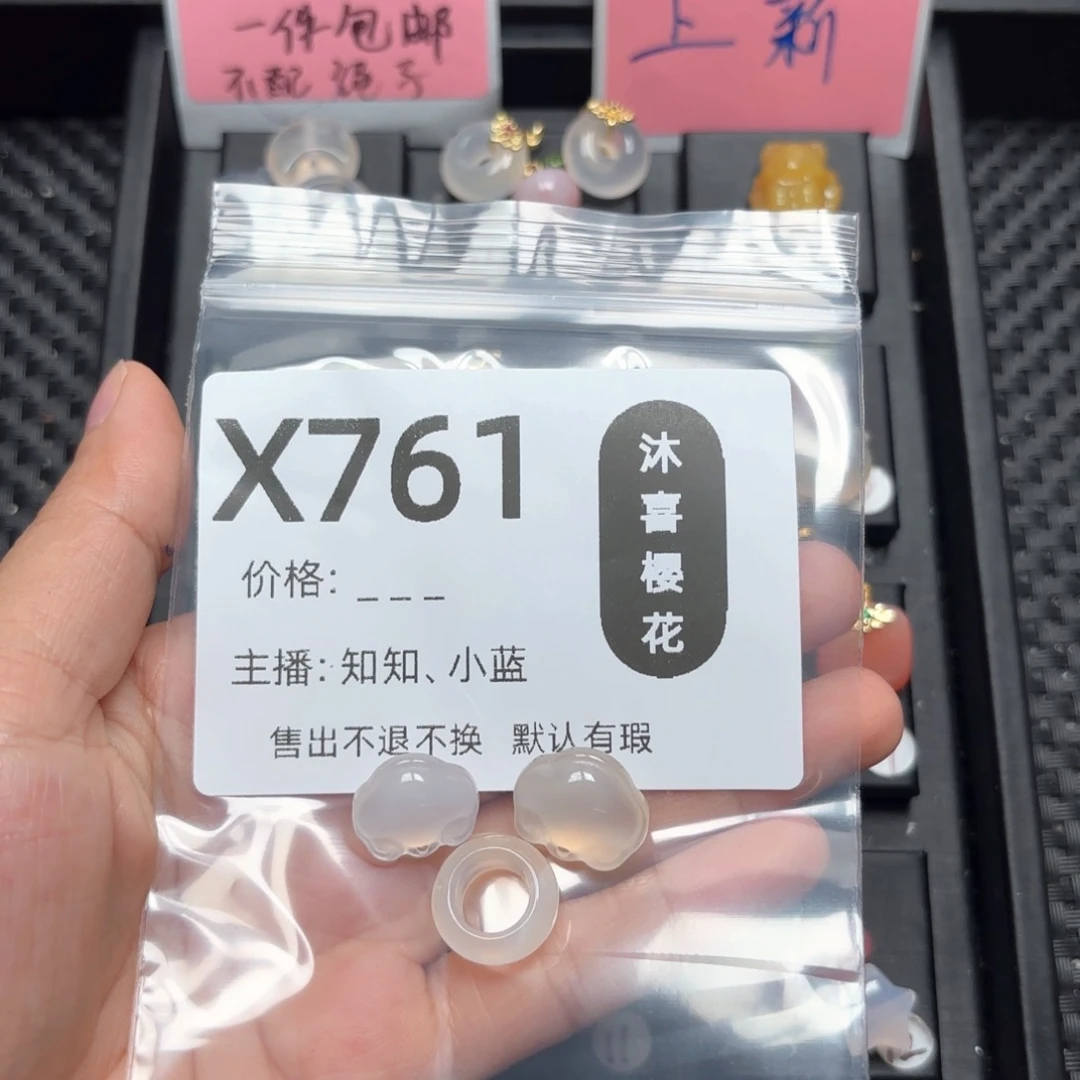 一件包邮
不配绳子
上新
X761
沐喜樱花
价格：_ _ _
主播：知知、小蓝
售出不退不换 默认有瑕